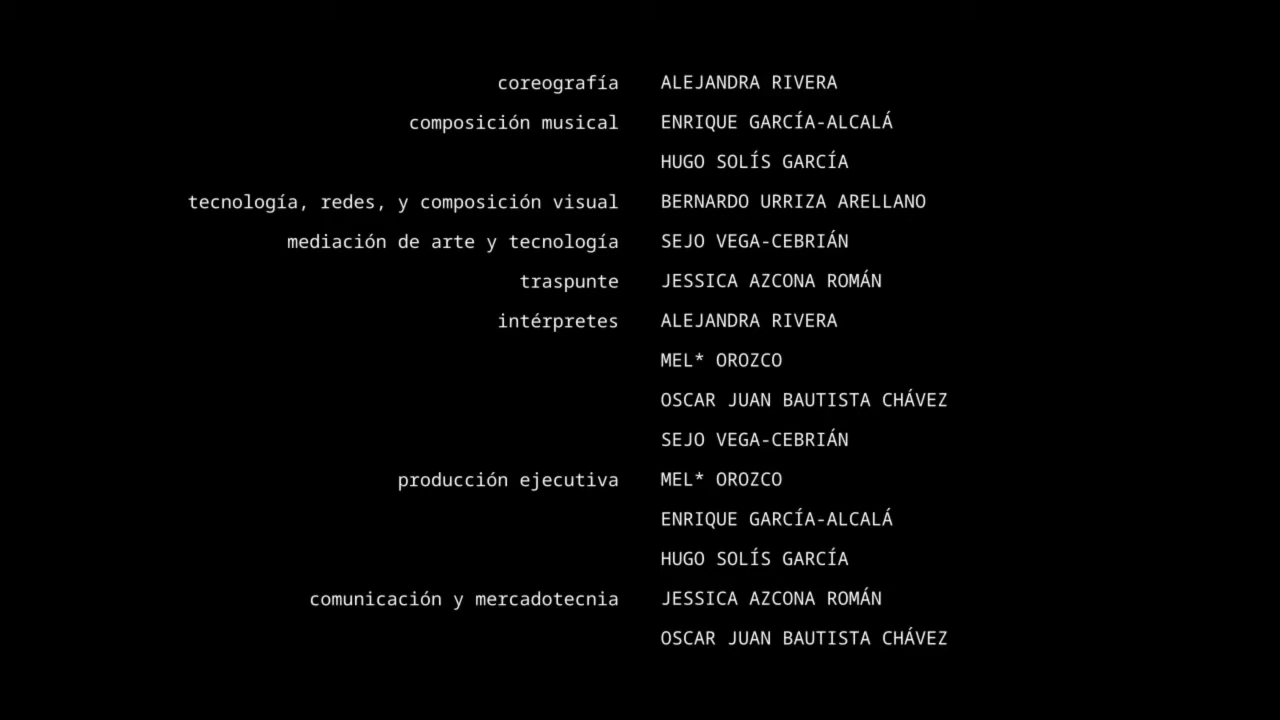 coreografía ALEJANDRA RIVERA
composición musical ENRIQUE GARCÍA-ALCALÁ
HUGO SOLÍS GARCÍA
tecnología, redes, y composición visual BERNARDO URRIZA ARELLANO
mediación de arte y tecnología SEJO VEGA-CEBRIÁN
traspunte JESSICA AZCONA ROMÁN
intérpretes ALEJANDRA RIVERA
MEL* OROZCO
OSCAR JUAN BAUTISTA CHÁVEZ
SEJO VEGA-CEBRIÁN
producción ejecutiva MEL* OROZCO
ENRIQUE GARCÍA-ALCALÁ
HUGO SOLÍS GARCÍA
comunicación y mercadotecnia JESSICA AZCONA ROMÁN
OSCAR JUAN BAUTISTA CHÁVEZ